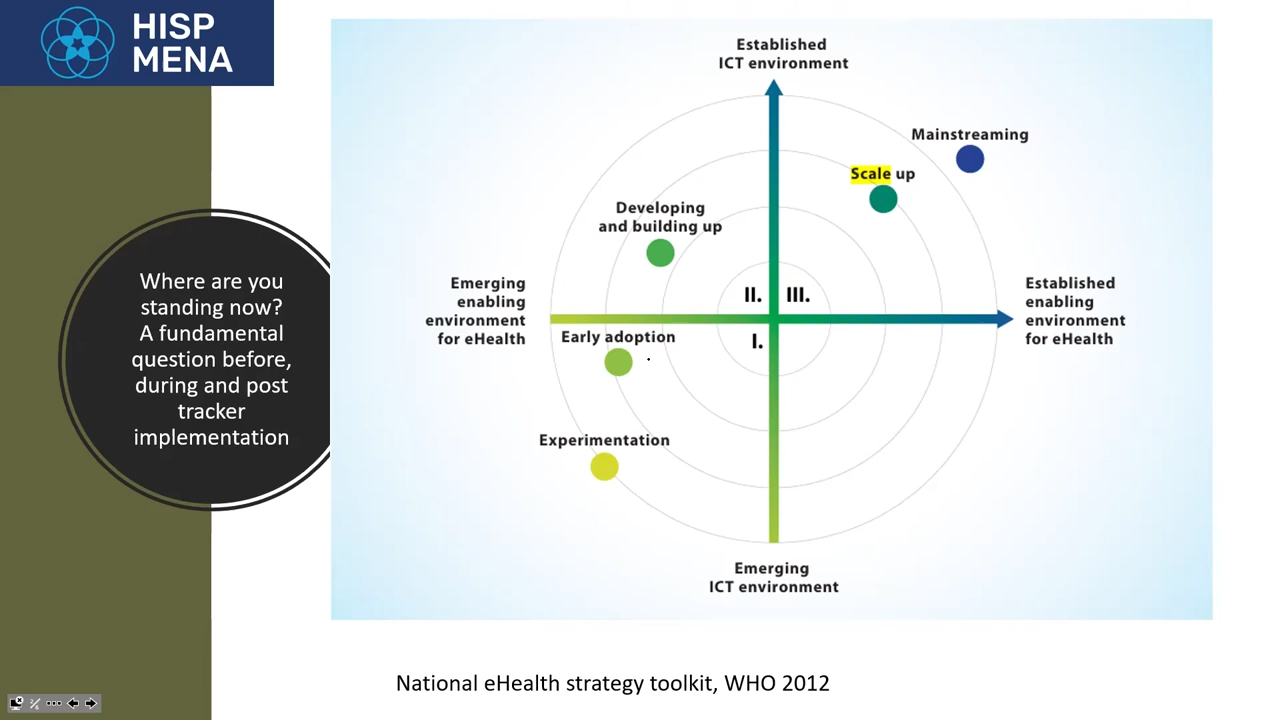 HISP
MENA
Where are you
standing now?
A fundamental
question before,
during and post
tracker
implementation
Established
ICT environment
Mainstreaming
Scale up
Developing
and building up
Emerging
enabling
environment
for eHealth
II.
III.
Established
enabling
environment
for eHealth
Early adoption
I.
Experimentation
Emerging
ICT environment
National eHealth strategy toolkit, WHO 2012